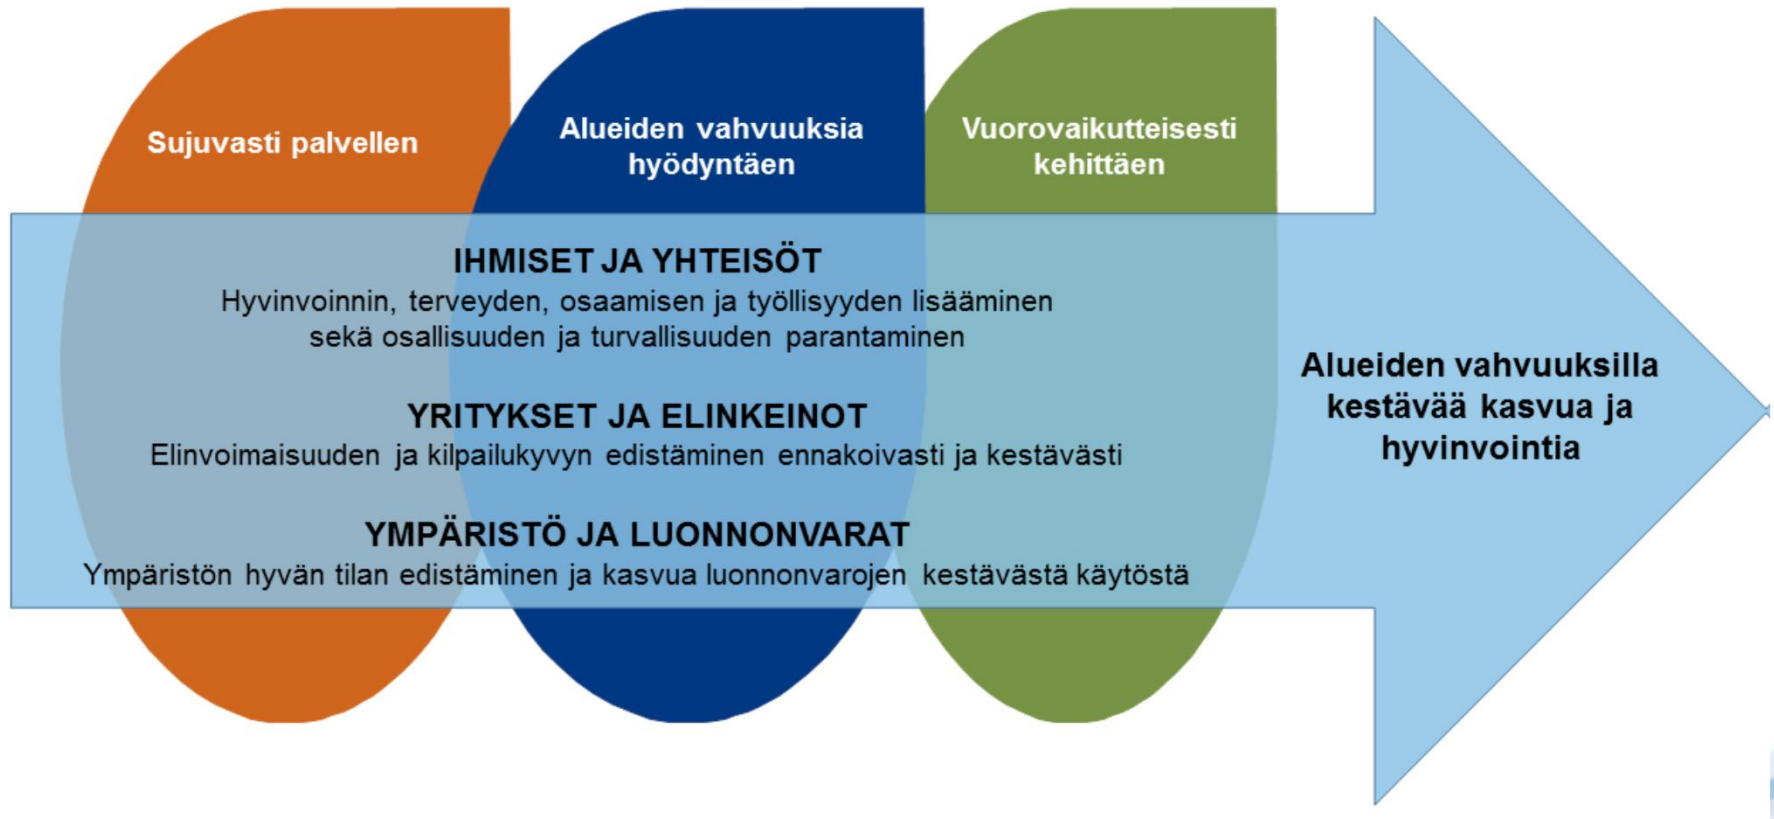 Sujuvasti palvellen
Alueiden vahvuuksia
hyödyntäen
Vuorovaikutteisesti
kehittäen
IHMISET JA YHTEISÖT
Hyvinvoinnin, terveyden, osaamisen ja työllisyyden lisääminen
sekä osallisuuden ja turvallisuuden parantaminen
YRITYKSET JA ELINKEINOT
Elinvoimaisuuden ja kilpailukyvyn edistäminen ennakoivasti ja kestävästi
YMPÄRISTÖ JA LUONNONVARAT
Ympäristön hyvän tilan edistäminen ja kasvua luonnonvarojen kestävästä käytöstä
Alueiden vahvuuksilla
kestävää kasvua ja
hyvinvointia